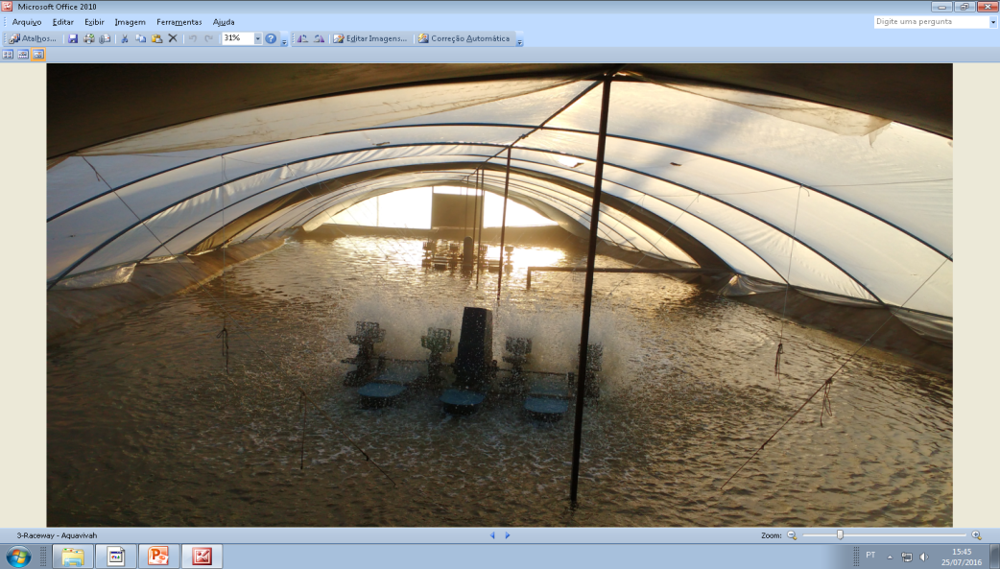 Microsoft Office 2010
Arquivo Editar Exibir Imagem Ferramentas Ajuda
Digite uma pergunta
Atalhos... 31% Editar Imagens... Correção Automática
3-Raceway - Aquavivah
Zoom:
PT
15:45
25/07/2016